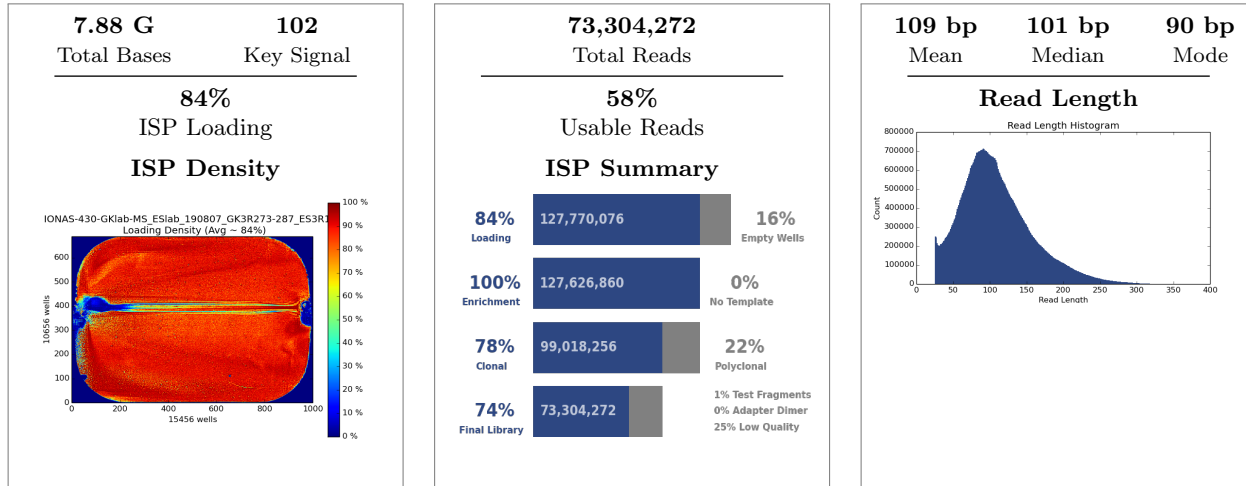 7.88 G
Total Bases
102
Key Signal
84%
ISP Loading
ISP Density
IONAS-430-GKlab-MS_ESlab_190807_GK3R273-287_ES3R1
Loading Density (Avg ~ 84%)
100 %
90 %
80 %
70 %
60 %
50 %
40 %
30 %
20 %
10 %
0 %
600
500
400
300
200
100
0
10656 wells
0 200 400 600 800 1000
15456 wells
73,304,272
Total Reads
58%
Usable Reads
ISP Summary
84%
Loading
127,770,076
16%
Empty Wells
100%
Enrichment
127,626,860
0%
No Template
78%
Clonal
99,018,256
22%
Polyclonal
74%
Final Library
73,304,272
1% Test Fragments
0% Adapter Dimer
25% Low Quality
109 bp
Mean
101 bp
Median
90 bp
Mode
Read Length
Read Length Histogram
800000
700000
600000
500000
400000
300000
200000
100000
0
Count
0 50 100 150 200 250 300 350 400
Read Length